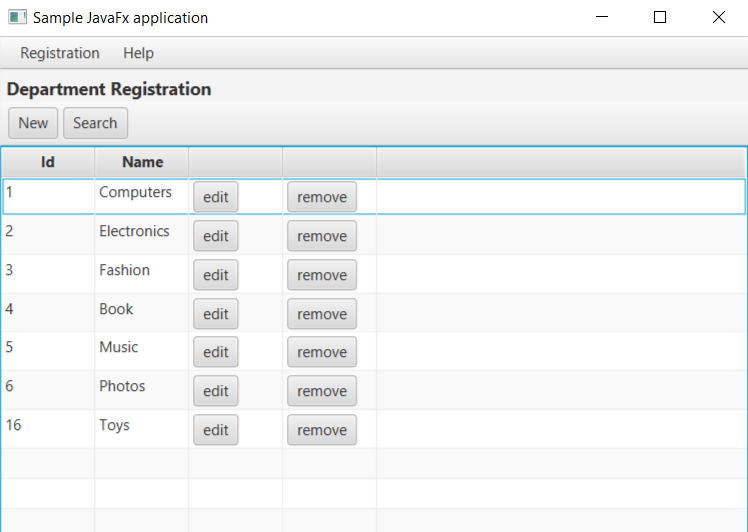 Sample JavaFx application
Registration Help
Department Registration
New Search
Id Name
1 Computers edit remove
2 Electronics edit remove
3 Fashion edit remove
4 Book edit remove
5 Music edit remove
6 Photos edit remove
16 Toys edit remove